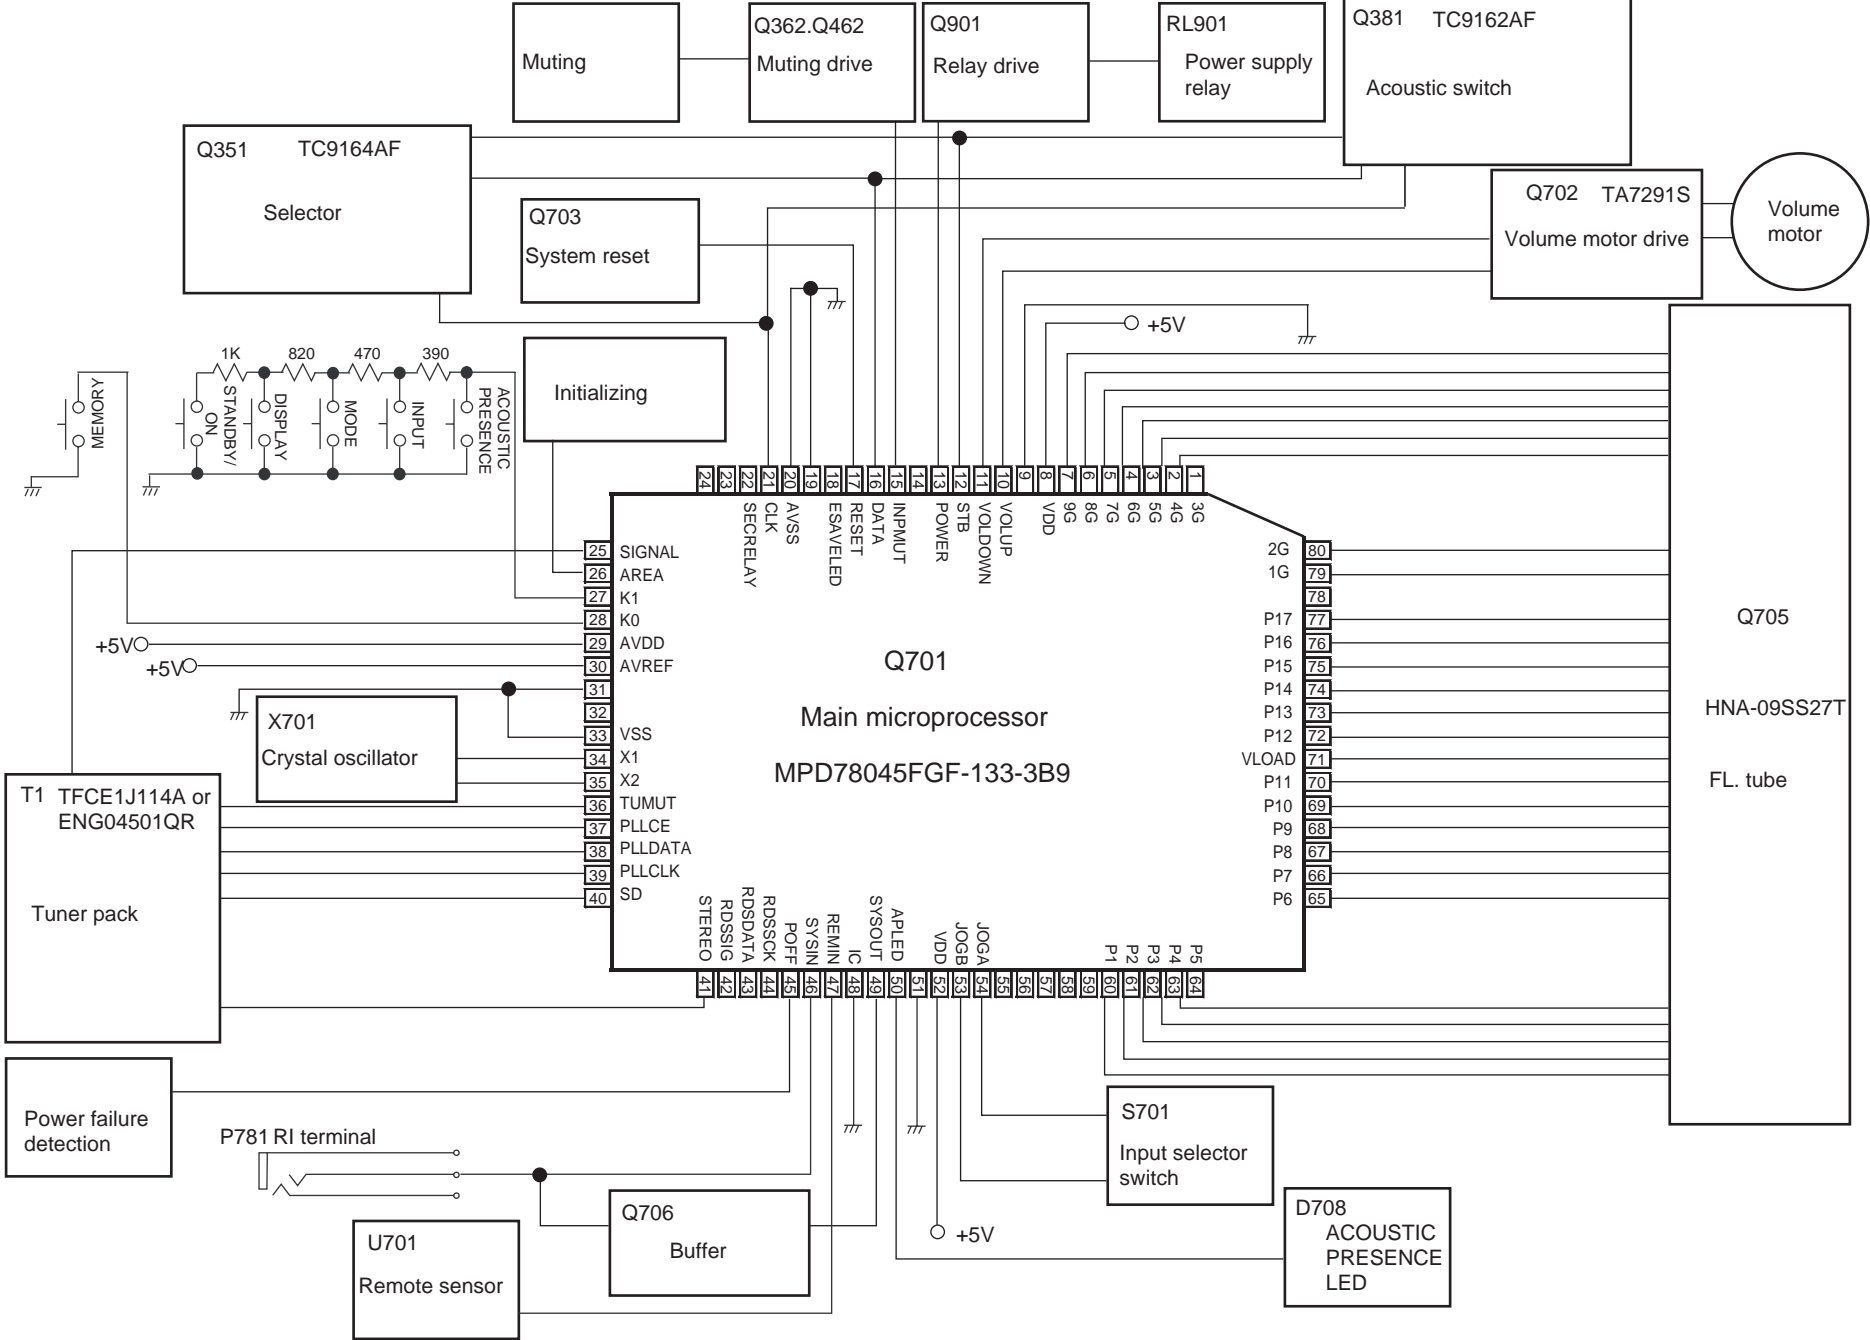 Muting
Q362.Q462
Muting drive
Q901
Relay drive
RL901
Power supply
relay
Q381 TC9162AF
Acoustic switch
Q351 TC9164AF
Selector
Q703
System reset
Q702 TA7291S
Volume motor drive
Volume
motor
+5V
1K
820
470
390
MEMORY
STANDBY/
ON
DISPLAY
MODE
INPUT
ACOUSTIC
PRESENCE
Initializing
24
23
22
21
20
19
18
17
16
15
14
13
12
11
10
9
8
7
6
5
4
3
2
1
SECRELAY
CLK
AVSS
ESAVELED
RESET
DATA
INPMUT
POWER
STB
VOLDOWN
VOLUP
VDD
9G
8G
7G
6G
5G
4G
3G
25 SIGNAL
26 AREA
27 K1
28 K0
+5V
29 AVDD
+5V
30 AVREF
31
32
33 VSS
34 X1
35 X2
36 TUMUT
37 PLLCE
38 PLLDATA
39 PLLCLK
40 SD
X701
Crystal oscillator
T1 TFCE1J114A or
ENG04501QR
Tuner pack
Q701
Main microprocessor
MPD78045FGF-133-3B9
2G 80
1G 79
78
P17 77
P16 76
P15 75
P14 74
P13 73
P12 72
VLOAD 71
P11 70
P10 69
P9 68
P8 67
P7 66
P6 65
Q705
HNA-09SS27T
FL. tube
STEREO
RDSSIG
RDSDATA
RDSSCK
POFF
SYSIN
REMIN
IC
SYSOUT
APLED
VDD
JOGB
JOGA
P1
P2
P3
P4
P5
41
42
43
44
45
46
47
48
49
50
51
52
53
54
55
56
57
58
59
60
61
62
63
64
Power failure
detection
P781 RI terminal
Q706
Buffer
U701
Remote sensor
+5V
S701
Input selector
switch
D708
ACOUSTIC
PRESENCE
LED